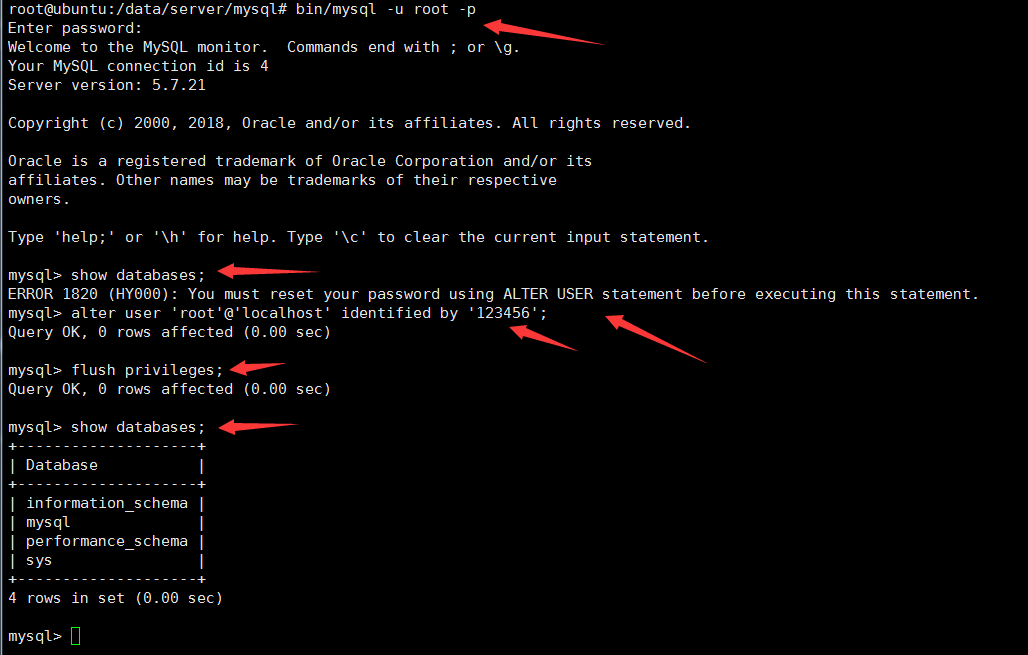 root@ubuntu:/data/server/mysql# bin/mysql -u root -p
Enter password:
Welcome to the MySQL monitor.  Commands end with ; or \g.
Your MySQL connection id is 4
Server version: 5.7.21
Copyright (c) 2000, 2018, Oracle and/or its affiliates. All rights reserved.
Oracle is a registered trademark of Oracle Corporation and/or its
affiliates. Other names may be trademarks of their respective
owners.
Type 'help;' or '\h' for help. Type '\c' to clear the current input statement.
mysql> show databases;
ERROR 1820 (HY000): You must reset your password using ALTER USER statement before executing this statement.
mysql> alter user 'root'@'localhost' identified by '123456';
Query OK, 0 rows affected (0.00 sec)
mysql> flush privileges;
Query OK, 0 rows affected (0.00 sec)
mysql> show databases;
+--------------------+
| Database           |
+--------------------+
| information_schema |
| mysql              |
| performance_schema |
| sys                |
+--------------------+
4 rows in set (0.00 sec)
mysql>